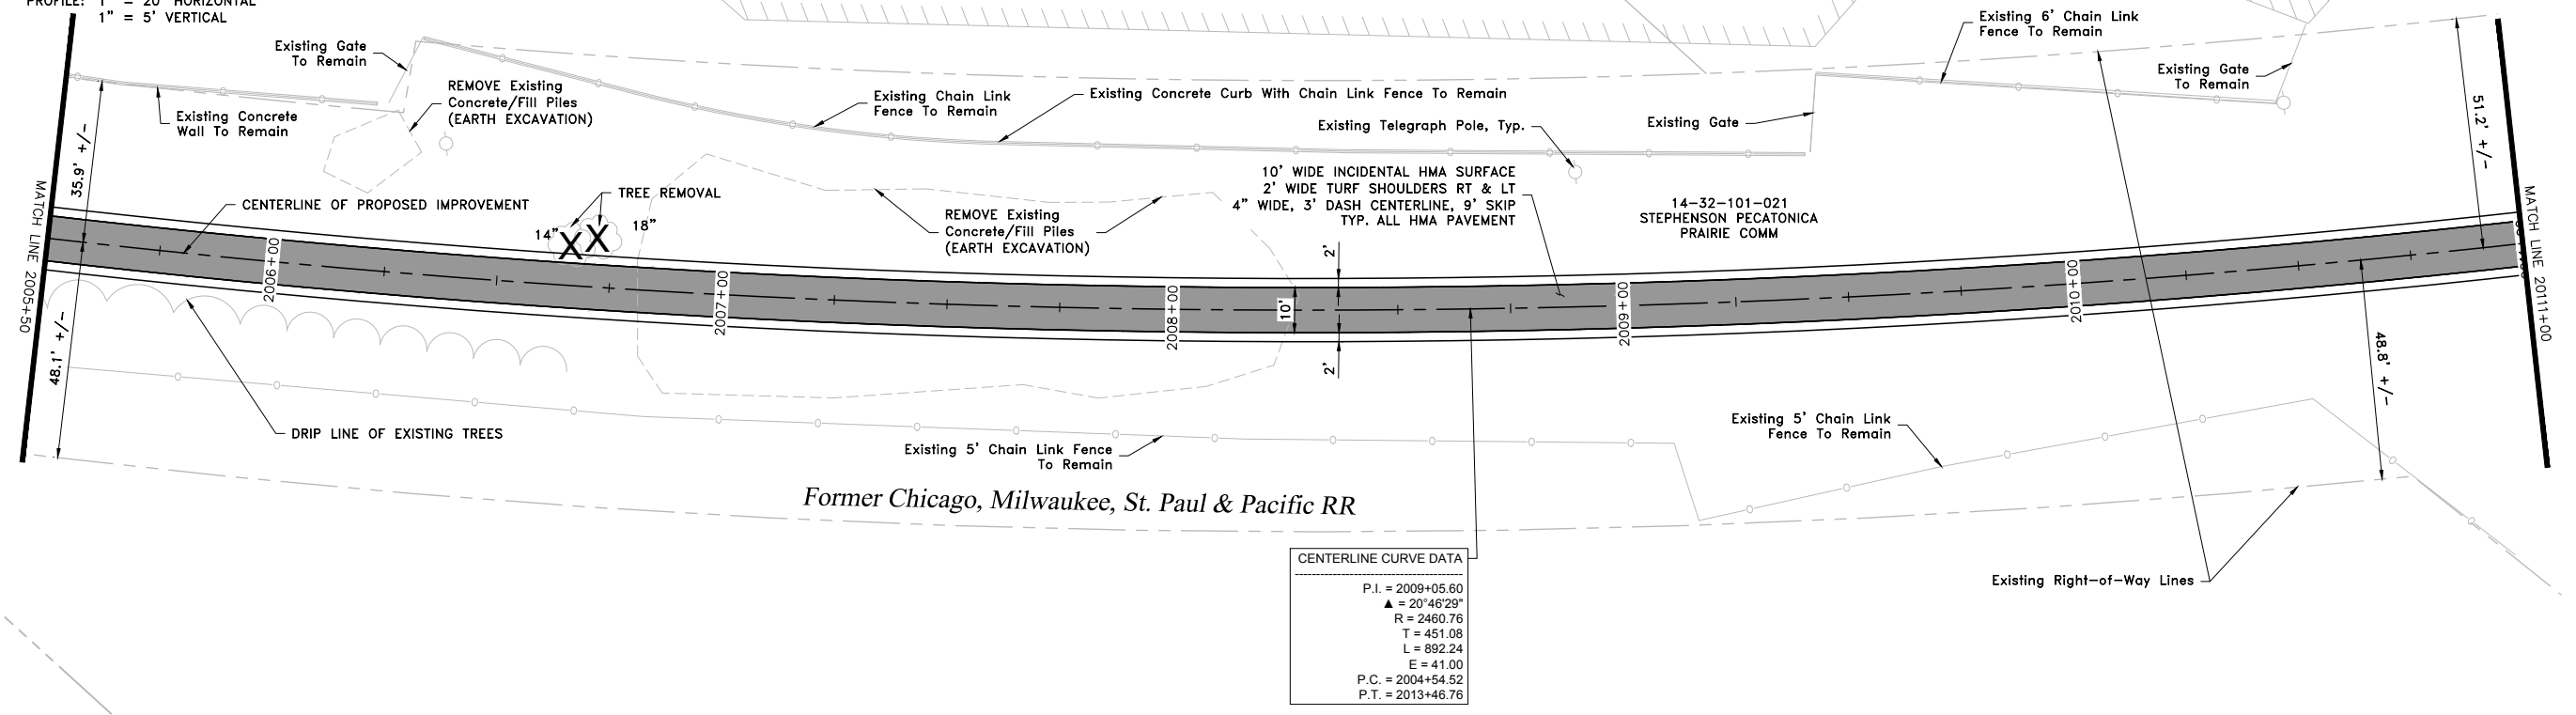 PROFILE: 1" = 20' HORIZONTAL
1" = 5' VERTICAL
Existing Gate
To Remain
REMOVE Existing
Concrete/Fill Piles
(EARTH EXCAVATION)
Existing Concrete
Wall To Remain
Existing Chain Link
Fence To Remain
Existing Concrete Curb With Chain Link Fence To Remain
Existing Telegraph Pole, Typ.
Existing Gate
Existing 6' Chain Link
Fence To Remain
Existing Gate
To Remain
51.2' +/-
35.9' +/-
MATCH LINE 2005+50
CENTERLINE OF PROPOSED IMPROVEMENT
TREE REMOVAL
14"
18"
X
X
REMOVE Existing
Concrete/Fill Piles
(EARTH EXCAVATION)
10' WIDE INCIDENTAL HMA SURFACE
2' WIDE TURF SHOULDERS RT & LT
4" WIDE, 3' DASH CENTERLINE, 9' SKIP
TYP. ALL HMA PAVEMENT
14-32-101-021
STEPHENSON PECATONICA
PRAIRIE COMM
MATCH LINE 2011+00
2006+00
2007+00
2008+00
10'
2'
2'
2009+00
2010+00
48.1' +/-
48.8' +/-
DRIP LINE OF EXISTING TREES
Existing 5' Chain Link Fence
To Remain
Existing 5' Chain Link
Fence To Remain
Former Chicago, Milwaukee, St. Paul & Pacific RR
Existing Right-of-Way Lines
CENTERLINE CURVE DATA
P.I. = 2009+05.60
▲ = 20°46'29"
R = 2460.76
T = 451.08
L = 892.24
E = 41.00
P.C. = 2004+54.52
P.T. = 2013+46.76